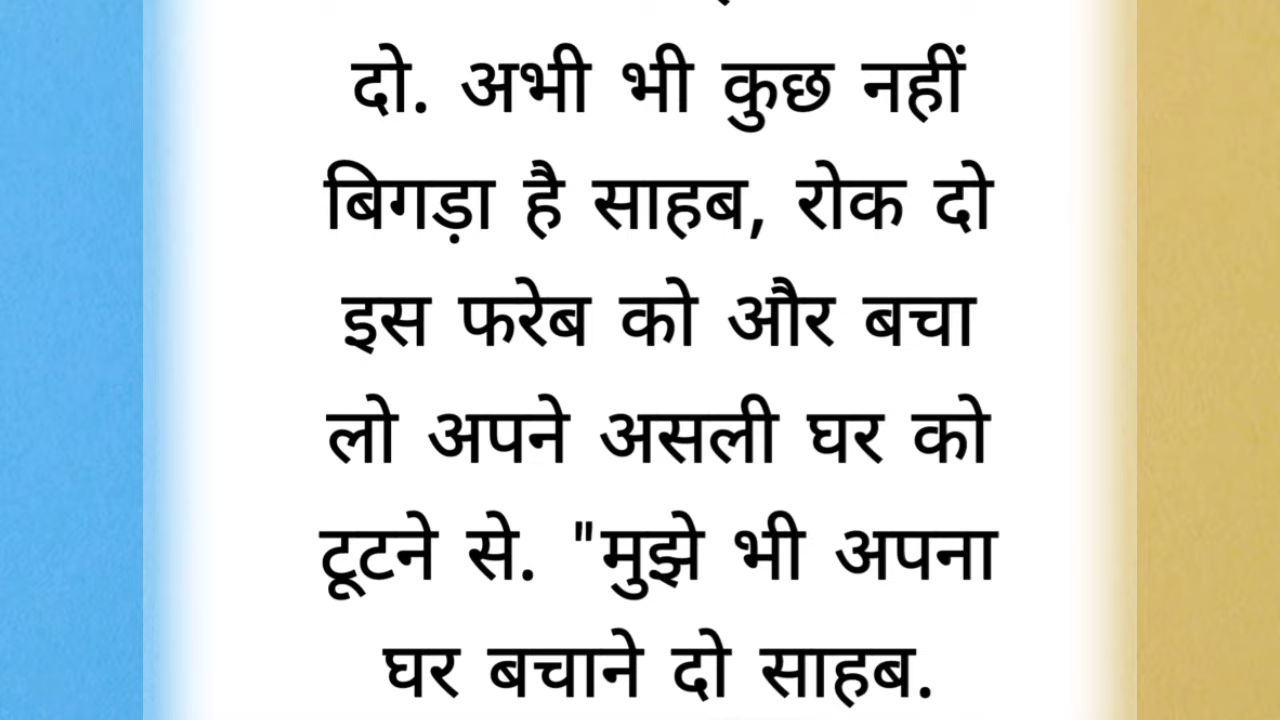 दो. अभी भी कुछ नहीं
बिगड़ा है साहब, रोक दो
इस फरेब को और बचा
लो अपने असली घर को
टूटने से. "मुझे भी अपना
घर बचाने दो साहब.